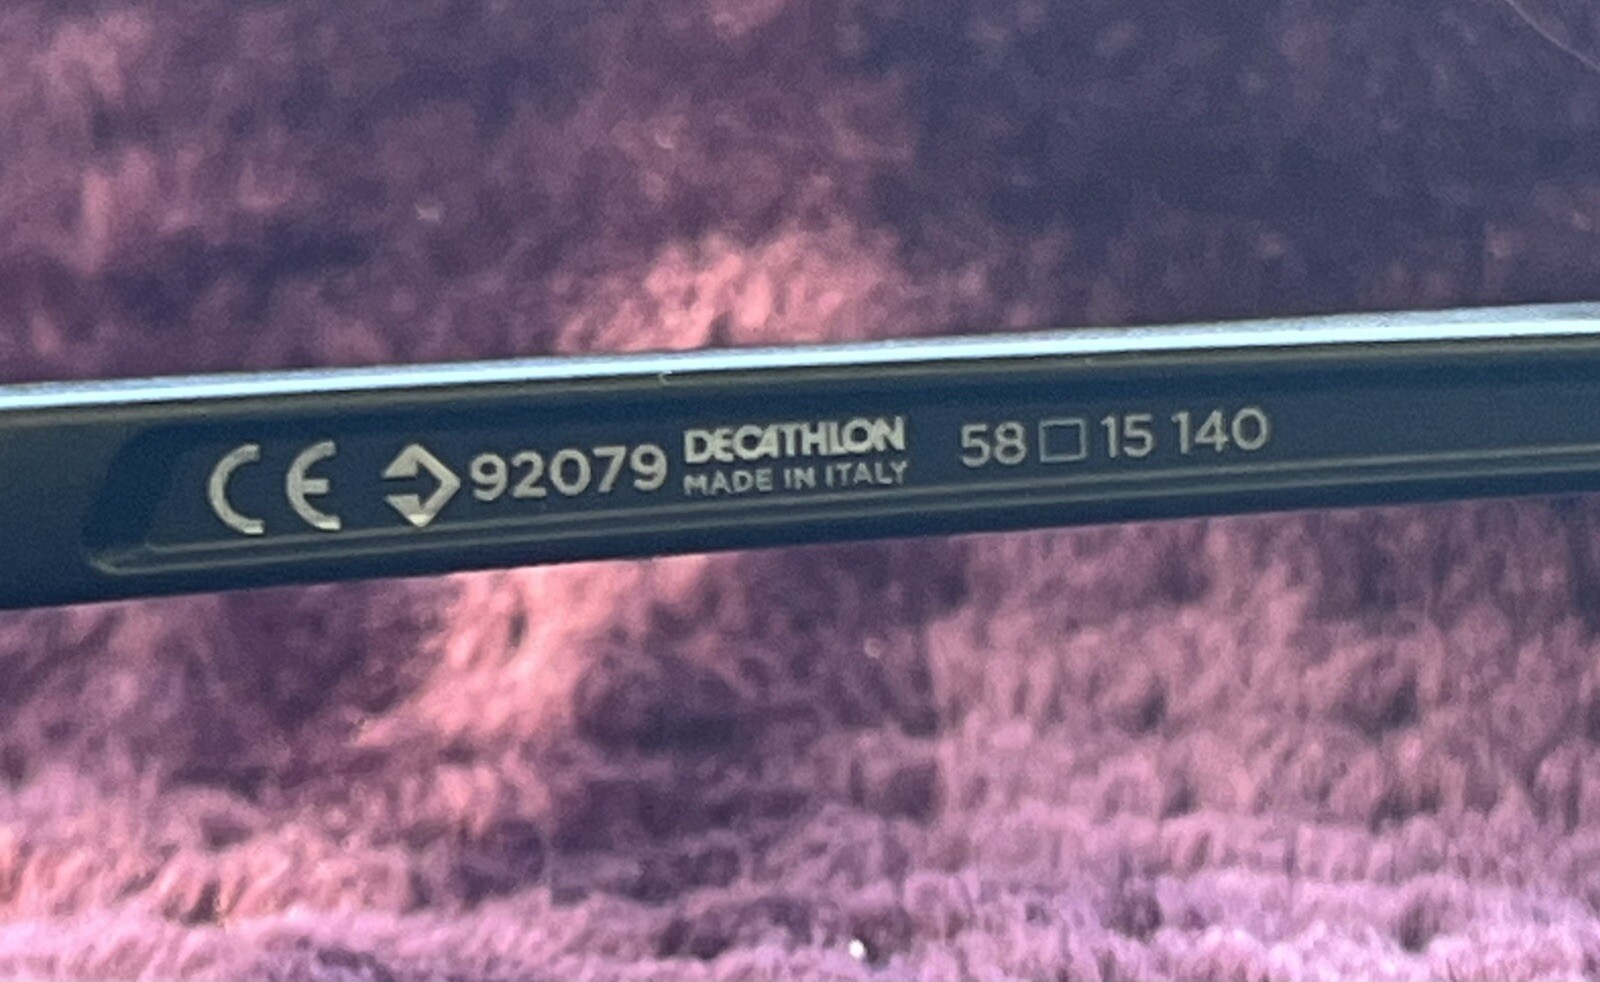 CE 92079 DECATHLON 58□15 140
MADE IN ITALY